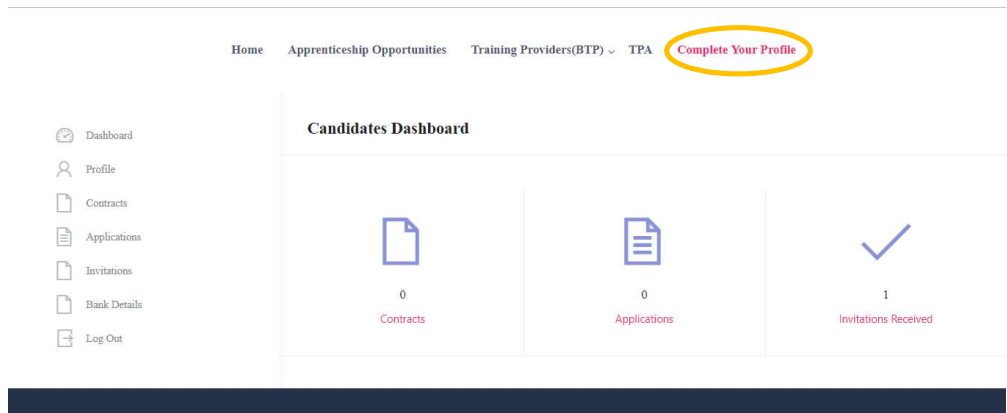 Home Apprenticeship Opportunities Training Providers(BTP) TPA Complete Your Profile
Candidates Dashboard
Dashboard
Profile
Contracts
Applications
Invitations
Bank Details
Log Out
0
Contracts
0
Applications
1
Invitations Received